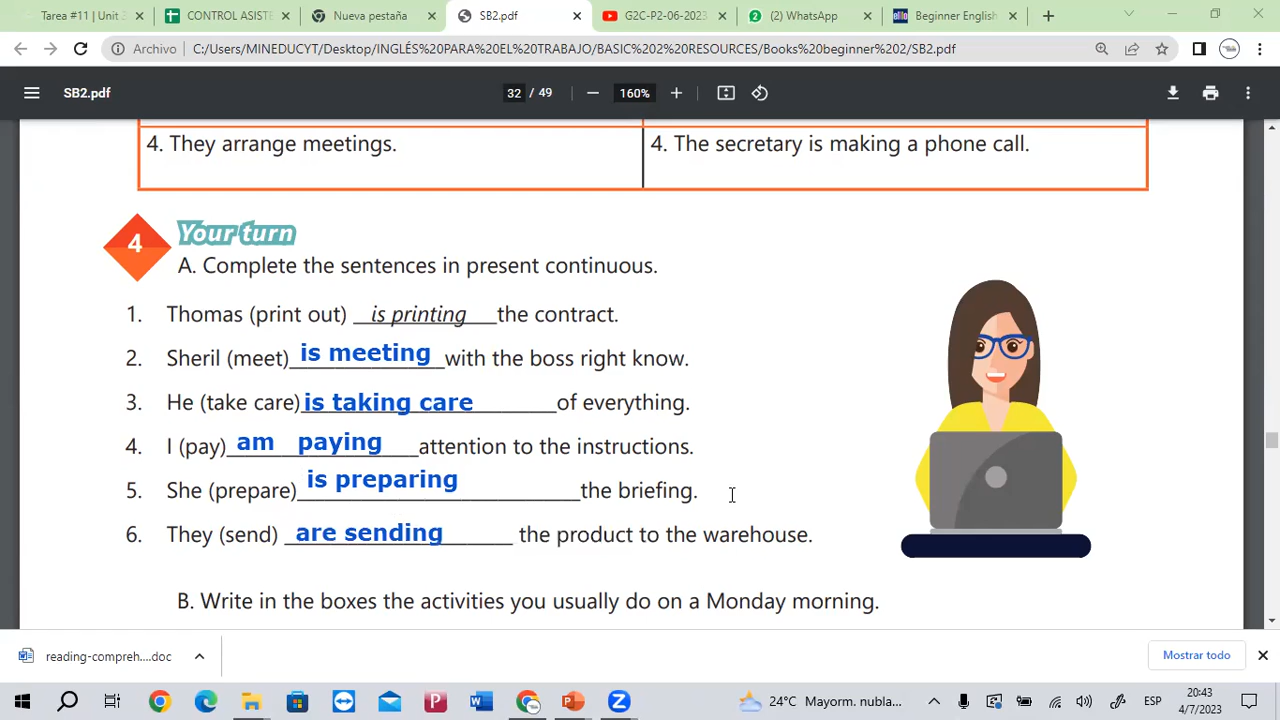 Tarea #11 | Unit 2
CONTROL ASISTE
Nueva pestaña
SB2.pdf
G2C-P2-06-2023
(2) WhatsApp
Beginner English
Archivo
C:/Users/MINEDUCYT/Desktop/INGLÉS%20PARA%20EL%20TRABAJO/BASIC%202%20RESOURCES/Books%20beginner%202/SB2.pdf
SB2.pdf
32 / 49
160%
4. They arrange meetings.
4. The secretary is making a phone call.
4
Your turn
A. Complete the sentences in present continuous.
1. Thomas (print out) __is printing___the contract.
2. Sheril (meet) is meeting with the boss right know.
3. He (take care) is taking care of everything.
4. I (pay) am paying attention to the instructions.
5. She (prepare) is preparing the briefing.
6. They (send) are sending the product to the warehouse.
B. Write in the boxes the activities you usually do on a Monday morning.
reading-compreh....doc
Mostrar todo
24°C Mayorm. nubla...
ESP
20:43
4/7/2023